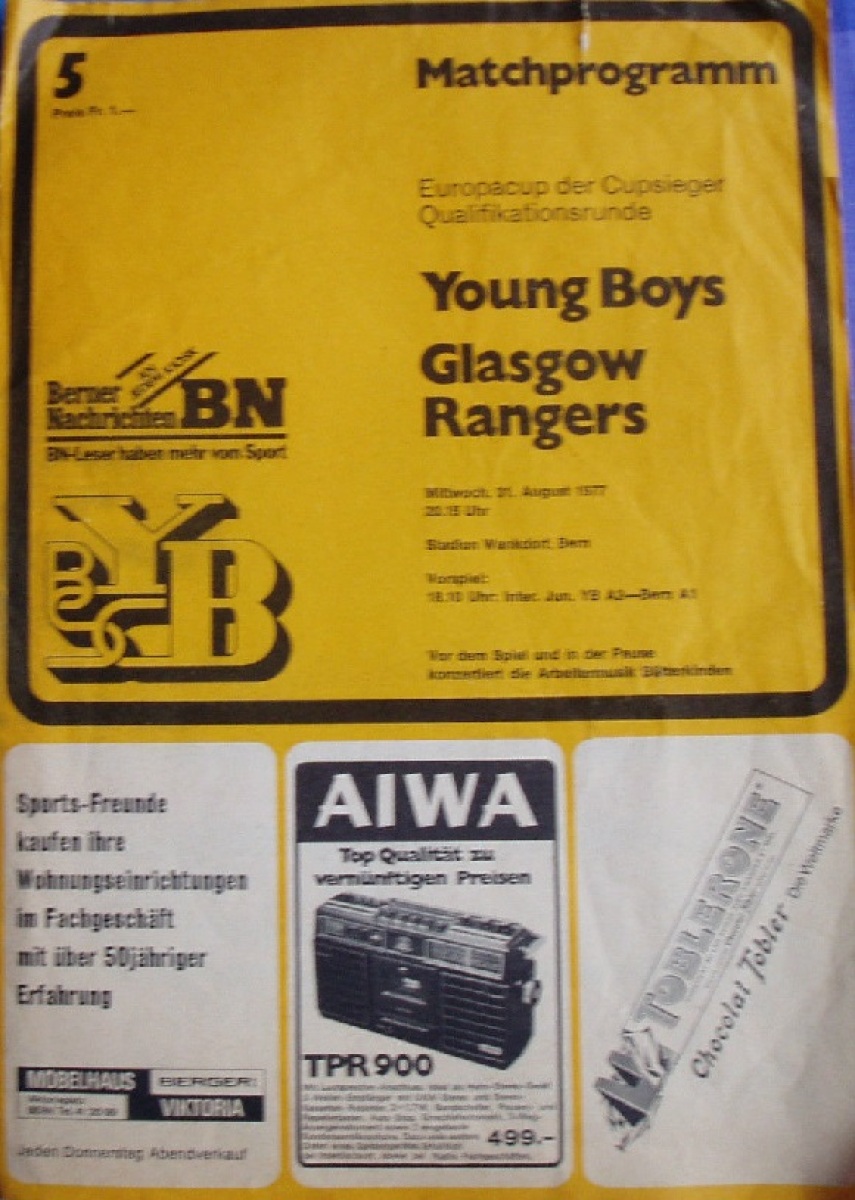 5
Preis Fr. 1.—
Matchprogramm
Europacup der Cupsieger
Qualifikationsrunde
Young Boys
Glasgow
Rangers
Berner
Nachrichten BN
BN-Leser haben mehr vom Sport
Mittwoch, 31. August 1977
20.15 Uhr
Stadion Wankdorf, Bern
Vorspiel:
18.10 Uhr: Inter. Jun. YB A2—Bern A1
Vor dem Spiel und in der Pause
konzertiert die Arbeitermusik Bätterkinden
YB
BSC
Sports-Freunde
kaufen ihre
Wohnungseinrichtungen
im Fachgeschäft
mit über 50jähriger
Erfahrung
MÖBELHAUS BERGER
VIKTORIA
Jeden Donnerstag Abendverkauf
AIWA
Top Qualität zu
vernünftigen Preisen
TPR 900
499.-
TOBLERONE
Chocolat Tobler Die Weltmarke